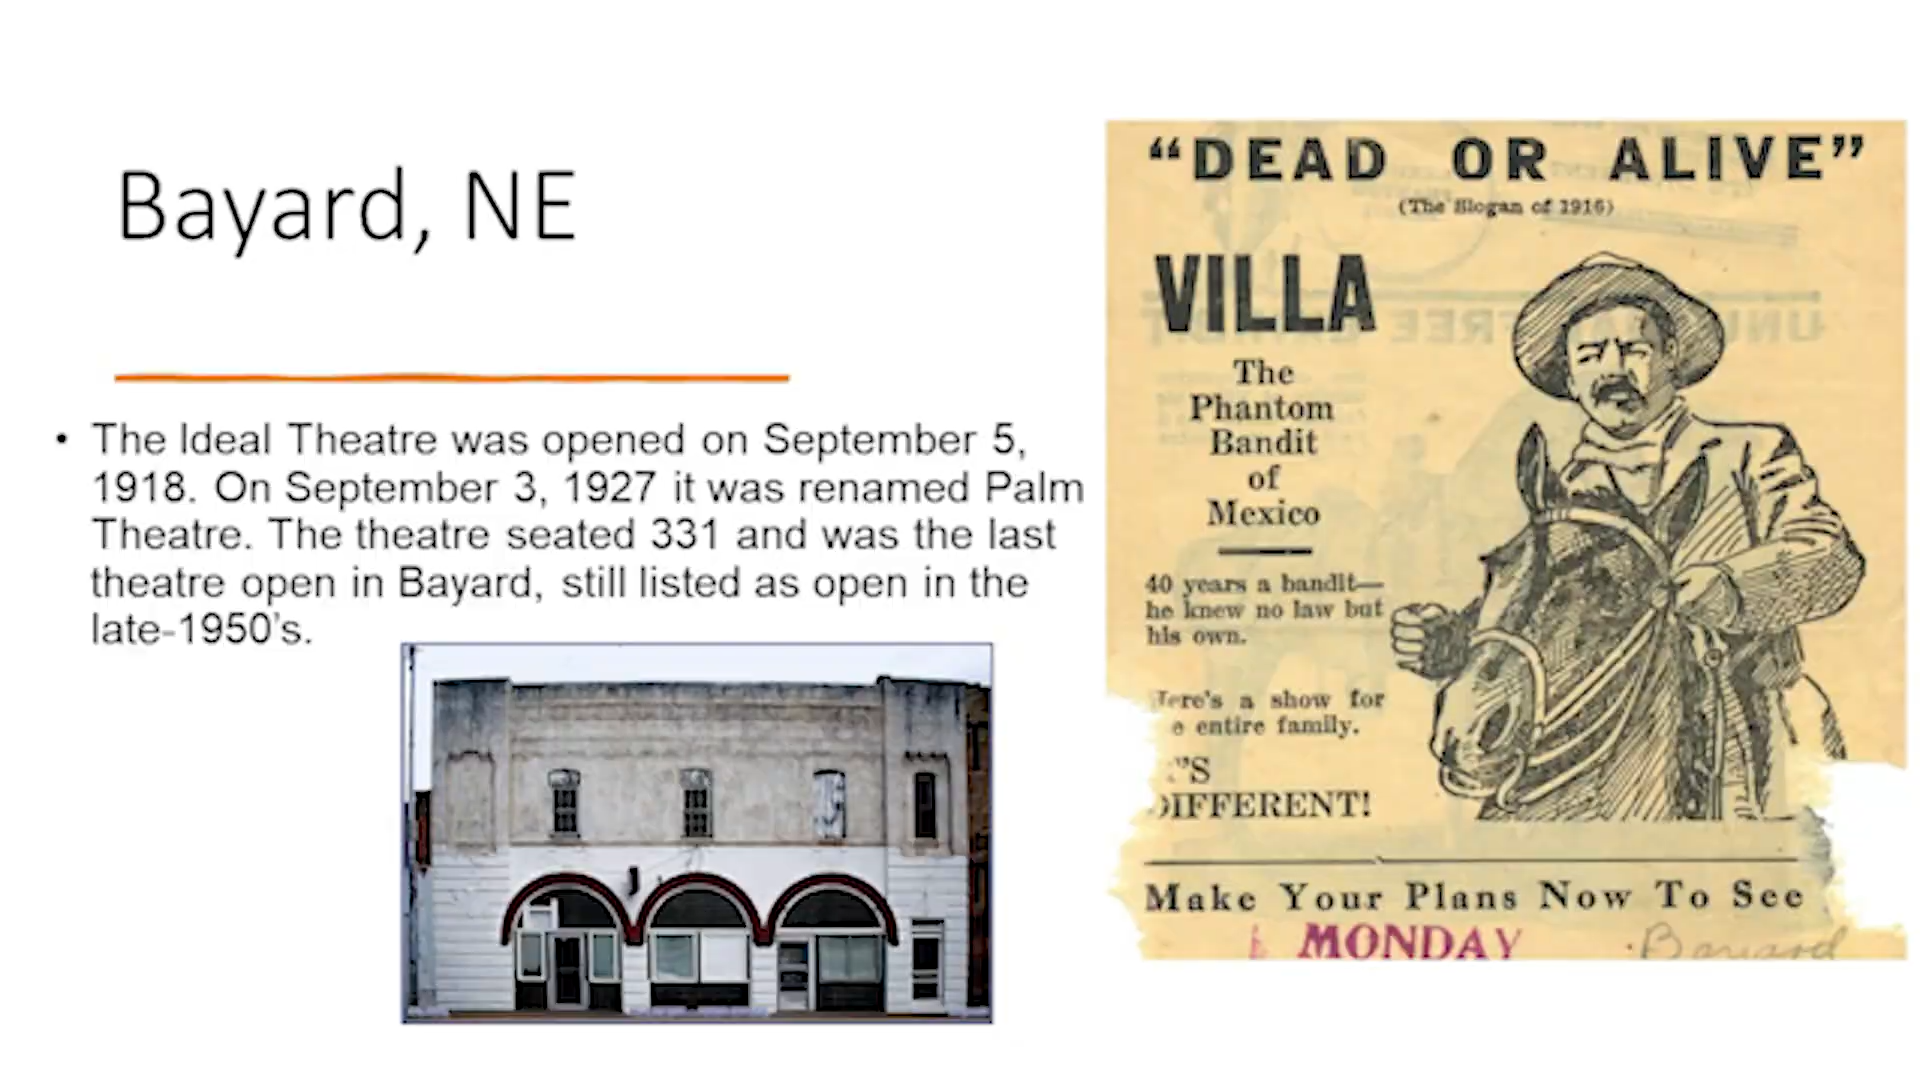 Bayard, NE
• The Ideal Theatre was opened on September 5,
1918. On September 3, 1927 it was renamed Palm
Theatre. The theatre seated 331 and was the last
theatre open in Bayard, still listed as open in the
late-1950's.
“DEAD OR ALIVE”
(The Slogan of 1916)
VILLA
The
Phantom
Bandit
of
Mexico
40 years a bandit—
he knew no law but
his own.
Here's a show for
e entire family.
"S
DIFFERENT!
Make Your Plans Now To See
MONDAY Bayard